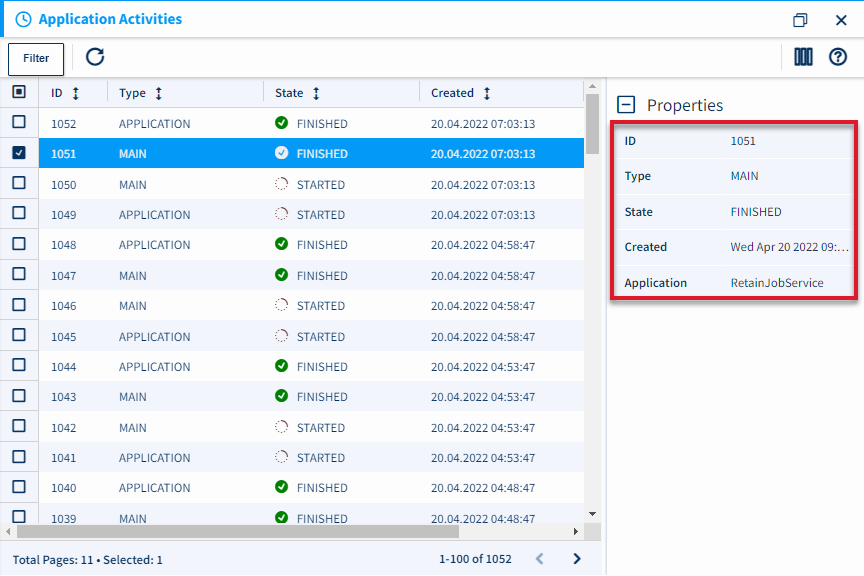 Application Activities
Filter
ID Type State Created
1052 APPLICATION FINISHED 20.04.2022 07:03:13
1051 MAIN FINISHED 20.04.2022 07:03:13
1050 MAIN STARTED 20.04.2022 07:03:13
1049 APPLICATION STARTED 20.04.2022 07:03:13
1048 APPLICATION FINISHED 20.04.2022 04:58:47
1047 MAIN FINISHED 20.04.2022 04:58:47
1046 MAIN STARTED 20.04.2022 04:58:47
1045 APPLICATION STARTED 20.04.2022 04:58:47
1044 APPLICATION FINISHED 20.04.2022 04:53:47
1043 MAIN FINISHED 20.04.2022 04:53:47
1042 MAIN STARTED 20.04.2022 04:53:47
1041 APPLICATION STARTED 20.04.2022 04:53:47
1040 APPLICATION FINISHED 20.04.2022 04:48:47
1039 MAIN FINISHED 20.04.2022 04:48:47
Total Pages: 11 • Selected: 1 1-100 of 1052
Properties
ID 1051
Type MAIN
State FINISHED
Created Wed Apr 20 2022 09:...
Application RetainJobService